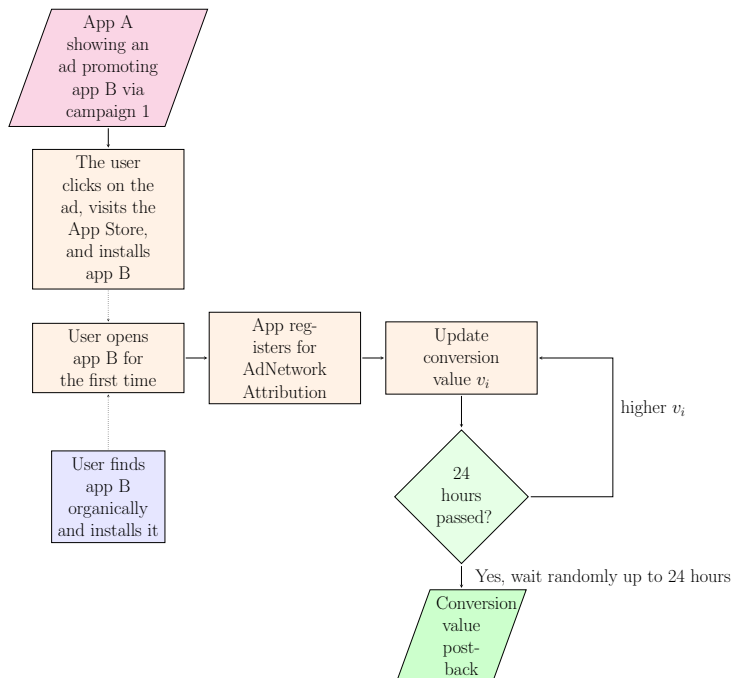 App A
showing an
ad promoting
app B via
campaign 1
The user
clicks on the
ad, visits the
App Store,
and installs
app B
User opens
app B for
the first time
App reg-
isters for
AdNetwork
Attribution
Update
conversion
value vᵢ
higher vᵢ
User finds
app B
organically
and installs it
24
hours
passed?
Yes, wait randomly up to 24 hours
Conversion
value
post-
back